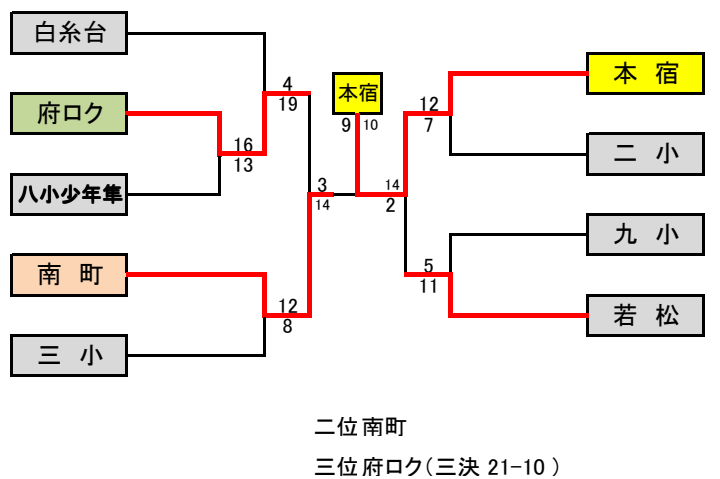 白糸台
府ロク
八小少年隼
南 町
三 小
16
13
4
19
12
8
3
14
本宿
9 10
14
2
12
7
5
11
本 宿
二 小
九 小
若 松
二位 南町
三位 府ロク(三決 21-10 )